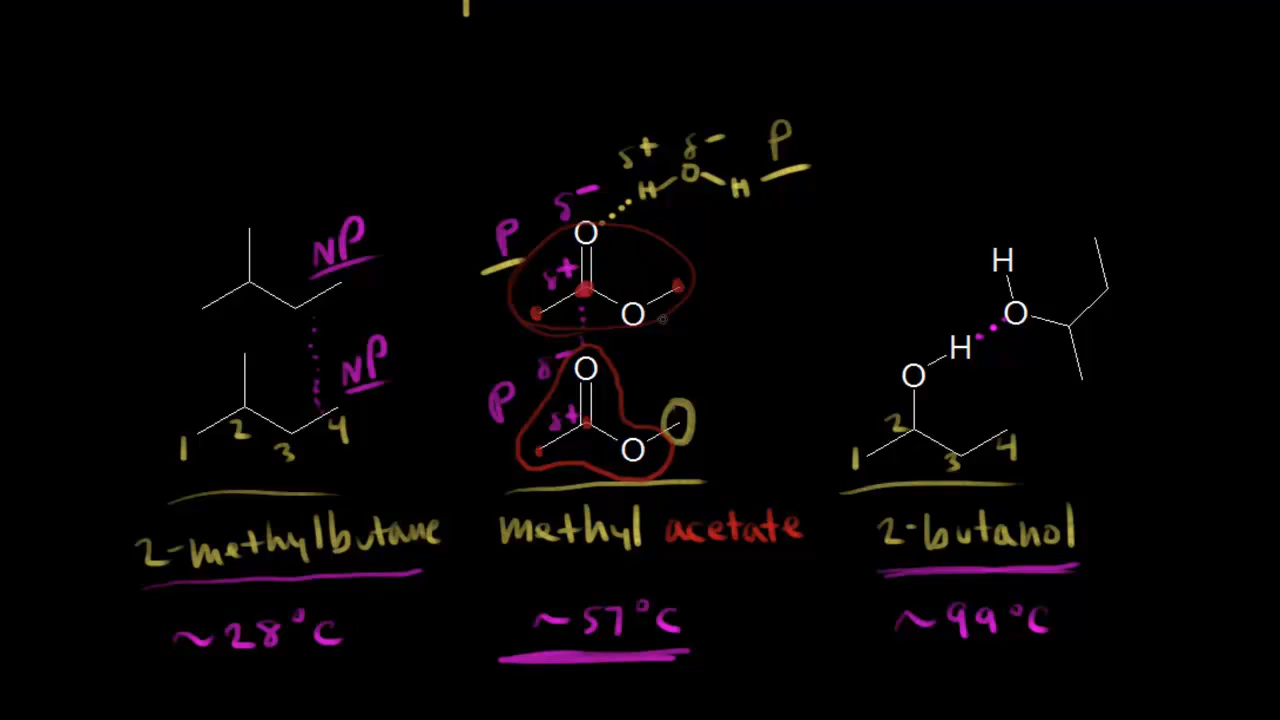 δ+ δ- P
H O H
δ-
P
O
NP
δ+
O
H
O
H
δ-
NP
O
P
δ+
O
O
1 2 3 4
1 2 3 4
2-methylbutane methyl acetate 2-butanol
~28°C ~57°C ~99°C